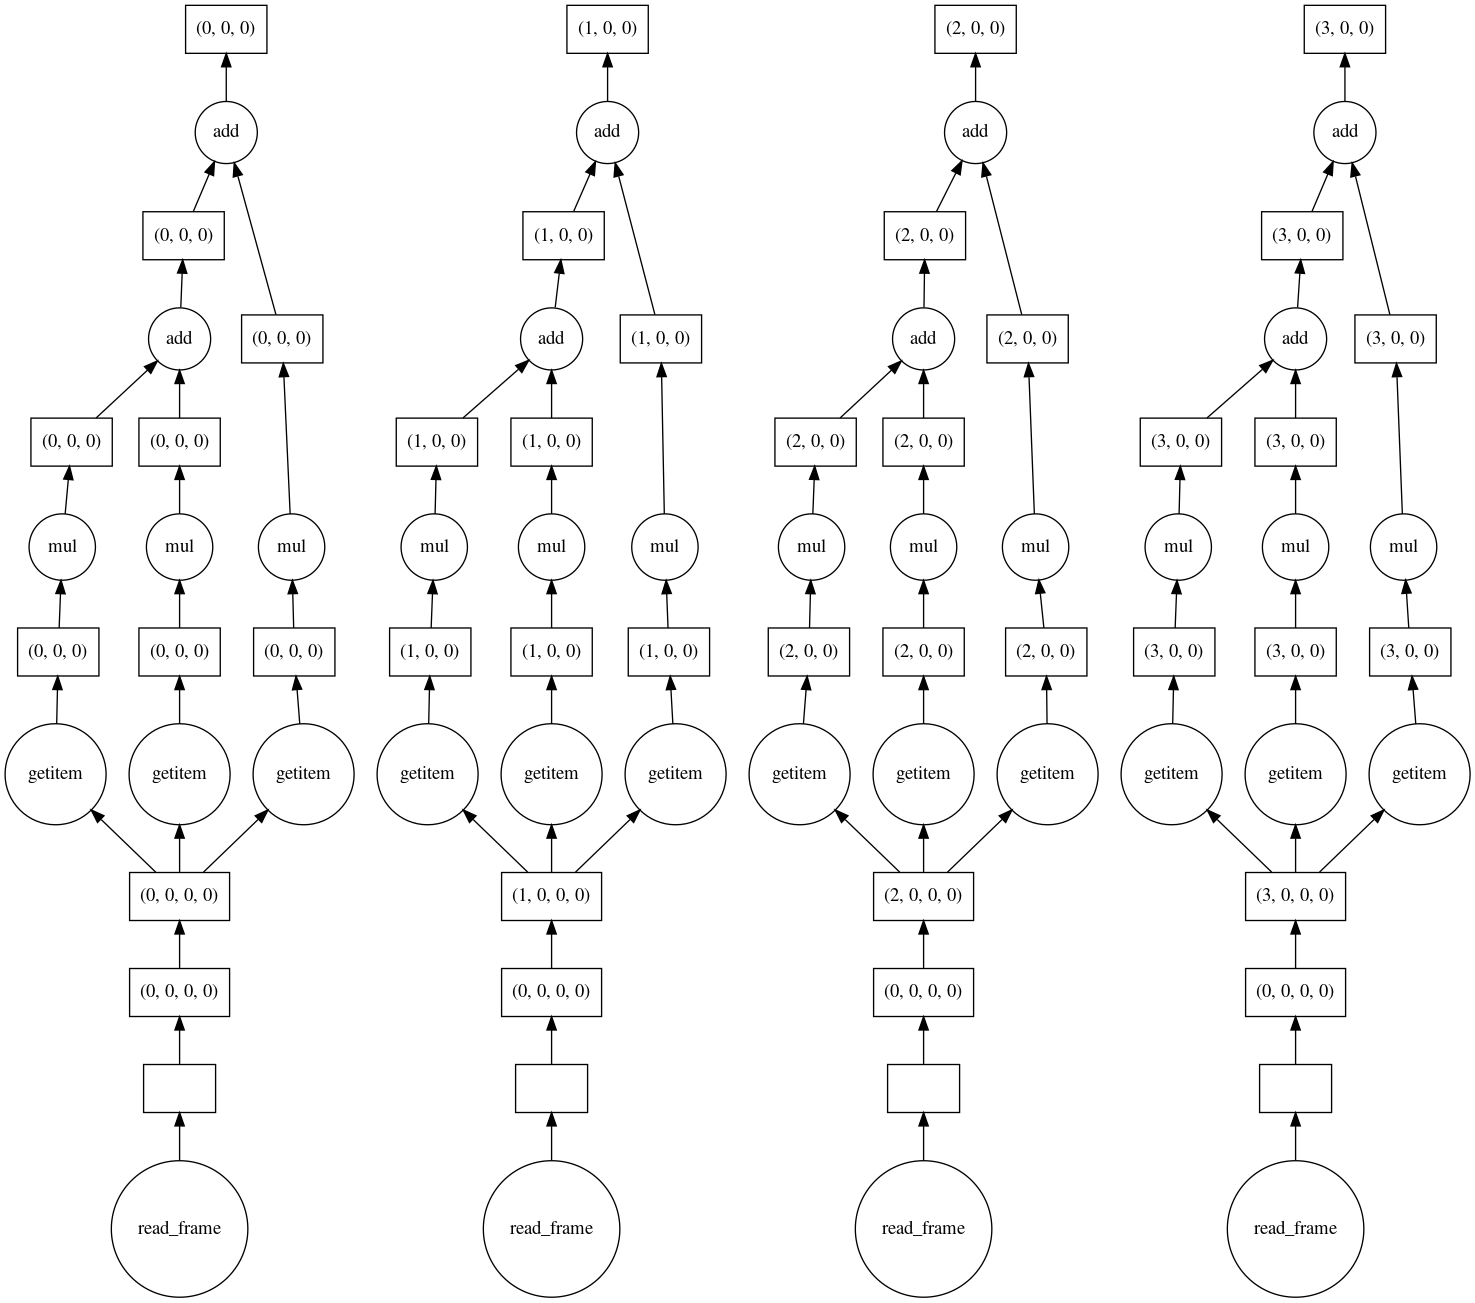 (0, 0, 0) (1, 0, 0) (2, 0, 0) (3, 0, 0)
add add add add
(0, 0, 0) (1, 0, 0) (2, 0, 0) (3, 0, 0)
add (0, 0, 0) add (1, 0, 0) add (2, 0, 0) add (3, 0, 0)
(0, 0, 0) (0, 0, 0) (1, 0, 0) (1, 0, 0) (2, 0, 0) (2, 0, 0) (3, 0, 0) (3, 0, 0)
mul mul mul mul mul mul mul mul mul mul mul mul
(0, 0, 0) (0, 0, 0) (0, 0, 0) (1, 0, 0) (1, 0, 0) (1, 0, 0) (2, 0, 0) (2, 0, 0) (2, 0, 0) (3, 0, 0) (3, 0, 0) (3, 0, 0)
getitem getitem getitem getitem getitem getitem getitem getitem getitem getitem getitem getitem
(0, 0, 0, 0) (1, 0, 0, 0) (2, 0, 0, 0) (3, 0, 0, 0)
(0, 0, 0, 0) (0, 0, 0, 0) (0, 0, 0, 0) (0, 0, 0, 0)
read_frame read_frame read_frame read_frame